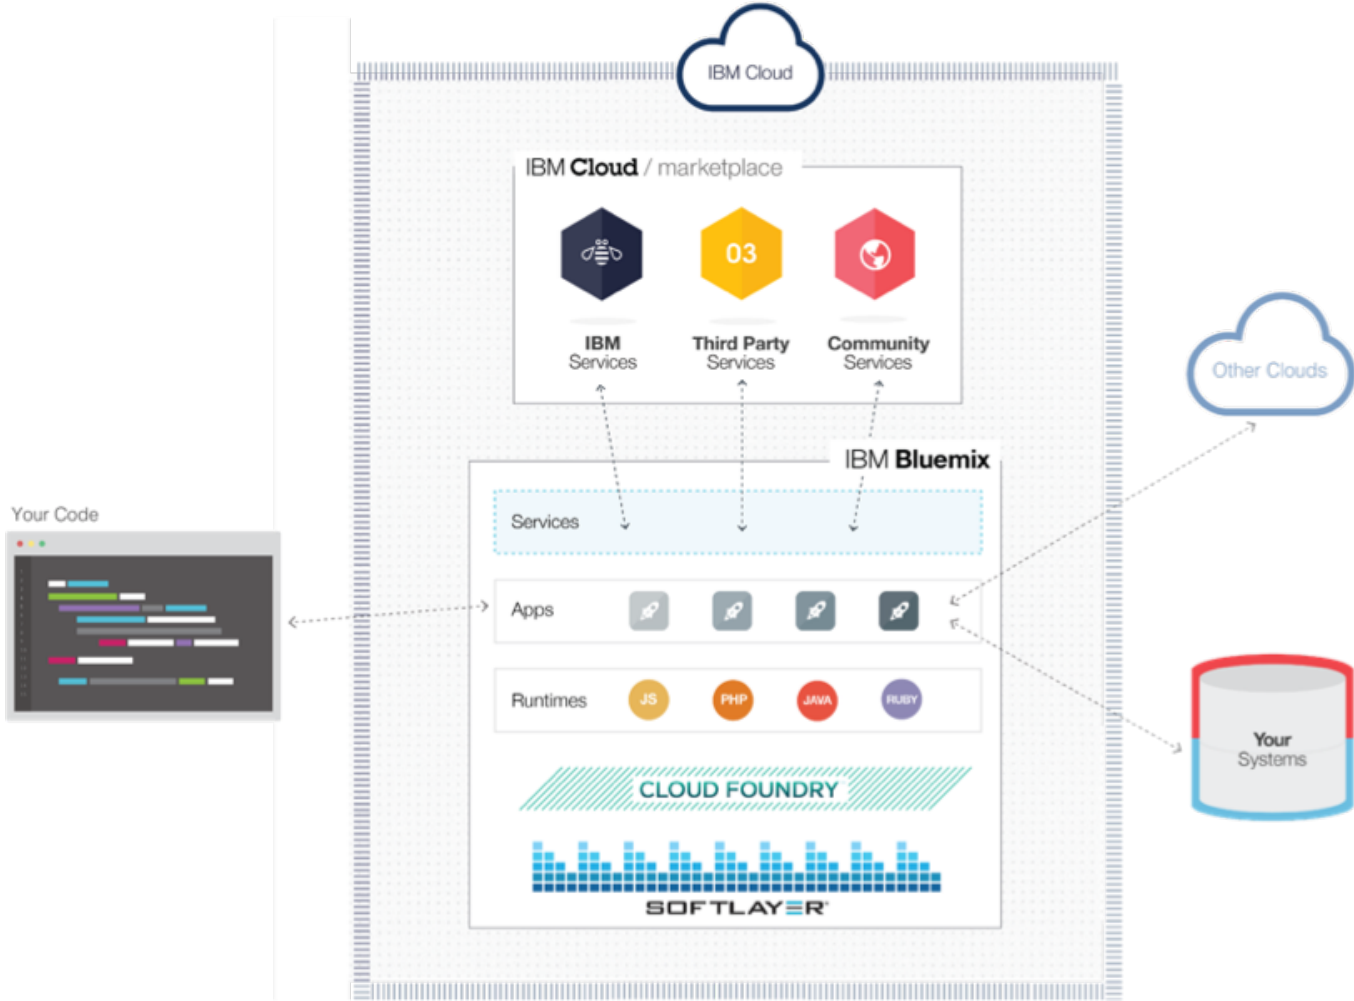 IBM Cloud
IBM Cloud / marketplace
03
IBM
Services
Third Party
Services
Community
Services
Other Clouds
IBM Bluemix
Services
Your Code
Apps
Runtimes
JS
PHP
JAVA
RUBY
Your
Systems
CLOUD FOUNDRY
SOFTLAYER